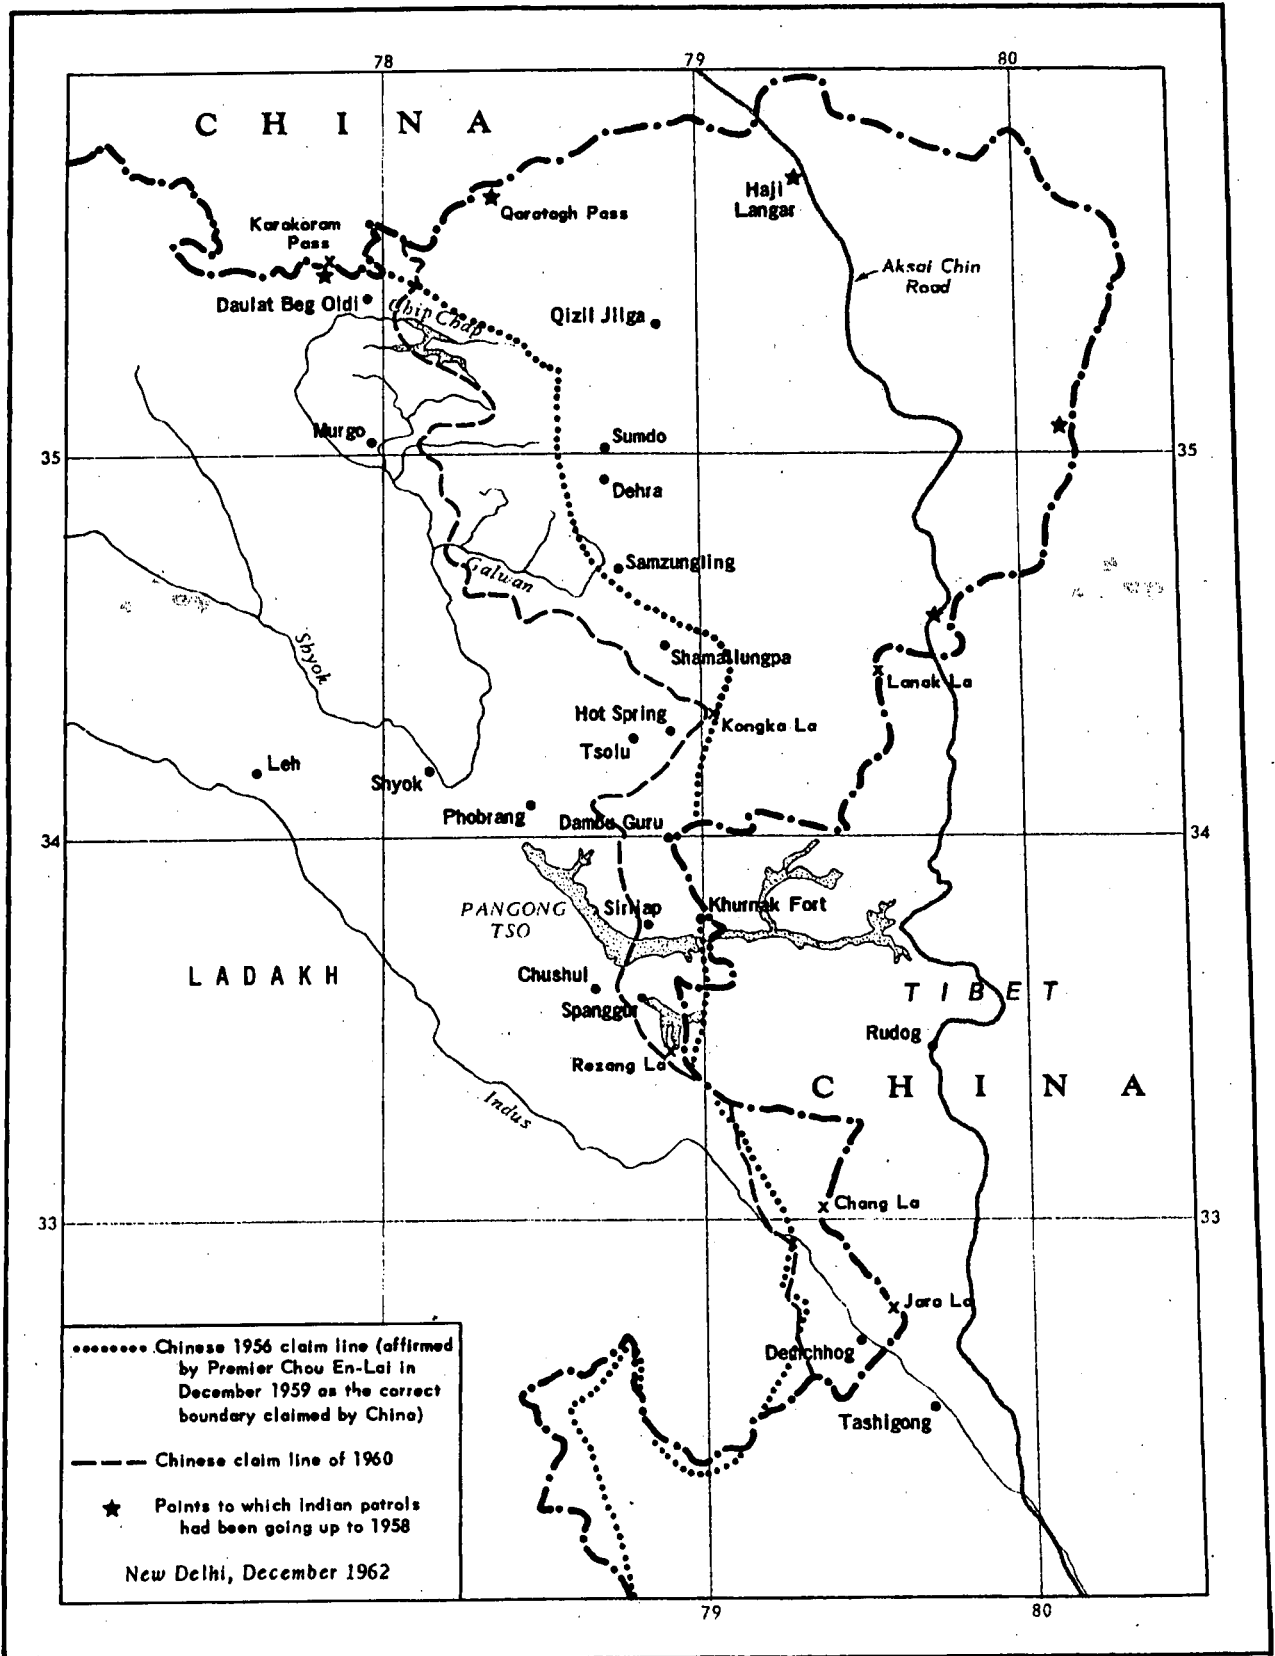 78
79
80
C H I N A
Haji
Langar
Qaratagh Pass
Karakoram
Pass
Aksai Chin
Road
Daulat Beg Oldi
Chip Chap
Qizil Jilga
Murgo
Sumdo
35
35
Dehra
Samzungling
Galwan
Shyok
Shamallungpa
Lanak La
Hot Spring
Kongka La
Tsolu
Leh
Shyok
Phobrang
Dambu Guru
34
34
PANGONG
TSO
Sirijap
Khurnak Fort
LADAKH
Chushul
Spanggur
TIBET
Rudog
Rezang La
C H I N A
Indus
Chang La
33
33
Jara La
Demchhog
Tashigong
Chinese 1956 claim line (affirmed
by Premier Chou En-Lai in
December 1959 as the correct
boundary claimed by China)
Chinese claim line of 1960
Points to which Indian patrols
had been going up to 1958
New Delhi, December 1962
79
80